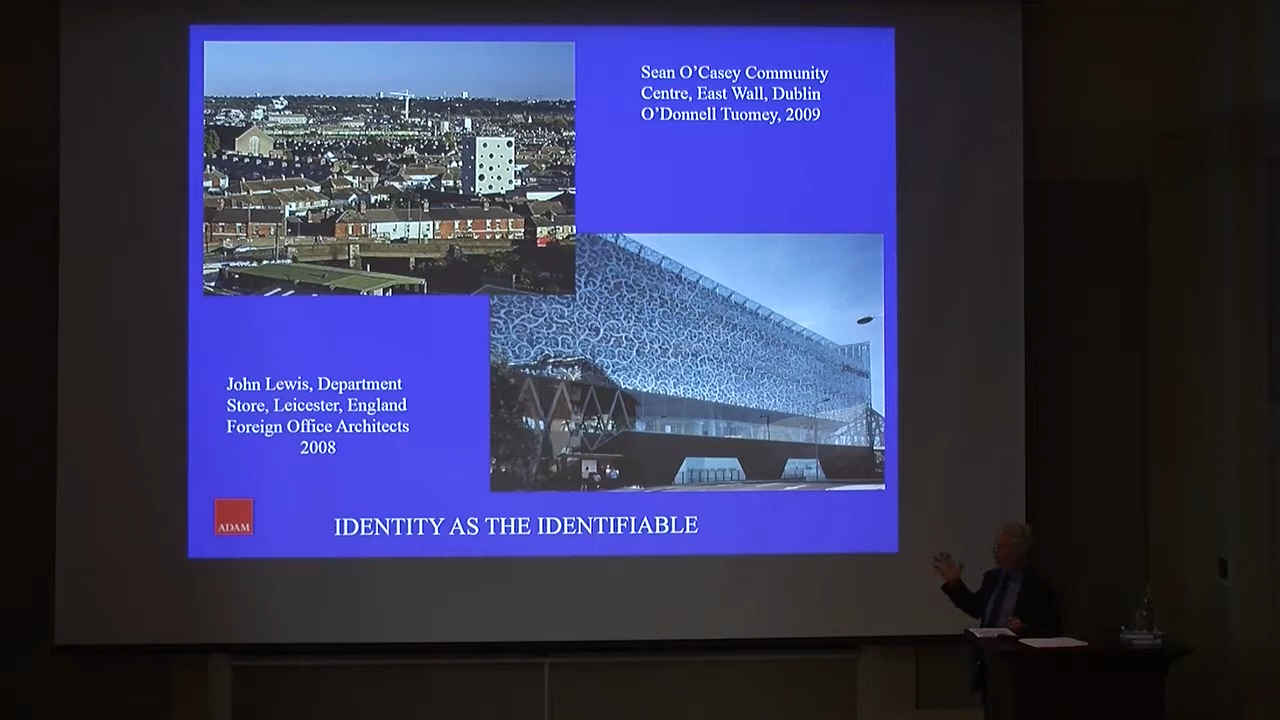 Sean O'Casey Community
Centre, East Wall, Dublin
O'Donnell Tuomey, 2009
John Lewis, Department
Store, Leicester, England
Foreign Office Architects
2008
ADAM
IDENTITY AS THE IDENTIFIABLE